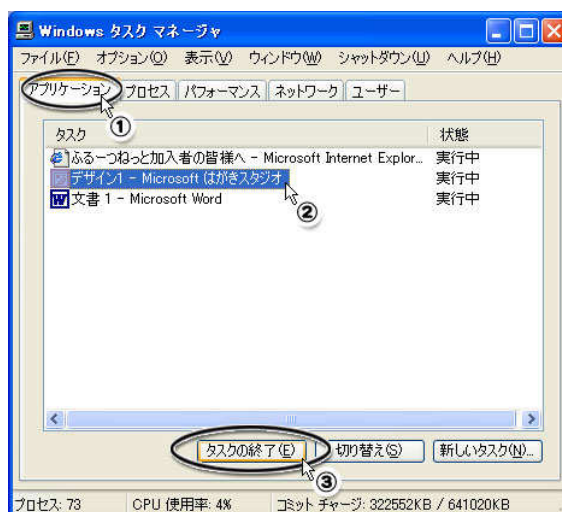 Windows タスク マネージャ
ファイル(F) オプション(O) 表示(V) ウィンドウ(W) シャットダウン(U) ヘルプ(H)
アプリケーション プロセス パフォーマンス ネットワーク ユーザー
①
タスク 状態
ふるーつねっと加入者の皆様へ - Microsoft Internet Explor... 実行中
デザイン1 - Microsoft はがきスタジオ 実行中
②
文書 1 - Microsoft Word 実行中
タスクの終了(E) 切り替え(S) 新しいタスク(N)...
③
プロセス: 73 CPU 使用率: 4% コミット チャージ: 322552KB / 641020KB